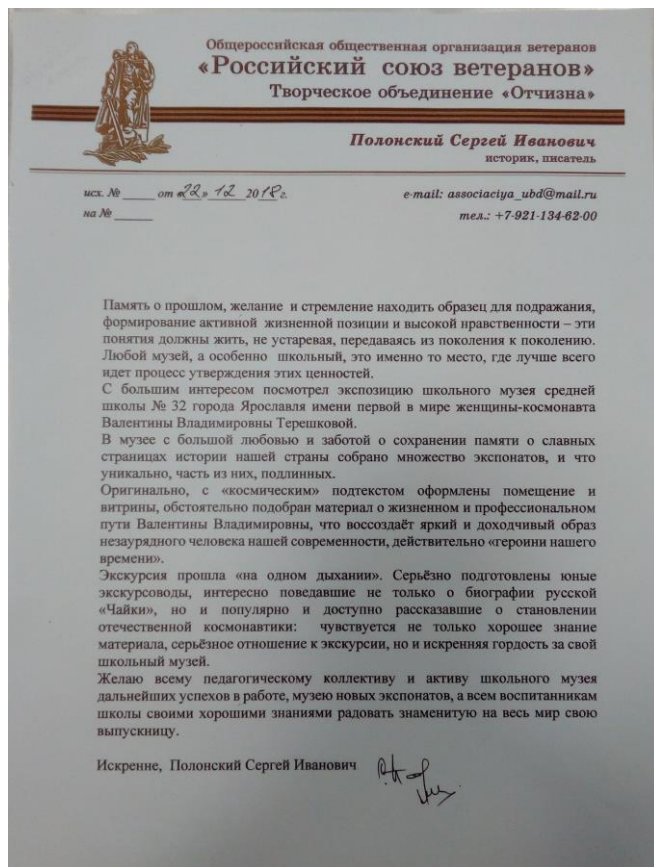 Общероссийская общественная организация ветеранов
«Российский союз ветеранов»
Творческое объединение «Отчизна»
Полонский Сергей Иванович
историк, писатель
исх. № _____ от «22» 12 2018г.
на № ______
e-mail: associaciya_ubd@mail.ru
тел.: +7-921-134-62-00
Память о прошлом, желание и стремление находить образец для подражания,
формирование активной жизненной позиции и высокой нравственности – эти
понятия должны жить, не устаревая, передаваясь из поколения к поколению.
Любой музей, а особенно школьный, это именно то место, где лучше всего
идет процесс утверждения этих ценностей.
С большим интересом посмотрел экспозицию школьного музея средней
школы № 32 города Ярославля имени первой в мире женщины-космонавта
Валентины Владимировны Терешковой.
В музее с большой любовью и заботой о сохранении памяти о славных
страницах истории нашей страны собрано множество экспонатов, и что
уникально, часть из них, подлинных.
Оригинально, с «космическим» подтекстом оформлены помещение и
витрины, обстоятельно подобран материал о жизненном и профессиональном
пути Валентины Владимировны, что воссоздаёт яркий и доходчивый образ
незаурядного человека нашей современности, действительно «героини нашего
времени».
Экскурсия прошла «на одном дыхании». Серьёзно подготовлены юные
экскурсоводы, интересно поведавшие не только о биографии русской
«Чайки», но и популярно и доступно рассказавшие о становлении
отечественной космонавтики: чувствуется не только хорошее знание
материала, серьёзное отношение к экскурсии, но и искренняя гордость за свой
школьный музей.
Желаю всему педагогическому коллективу и активу школьного музея
дальнейших успехов в работе, музею новых экспонатов, а всем воспитанникам
школы своими хорошими знаниями радовать знаменитую на весь мир свою
выпускницу.
Искренне, Полонский Сергей Иванович